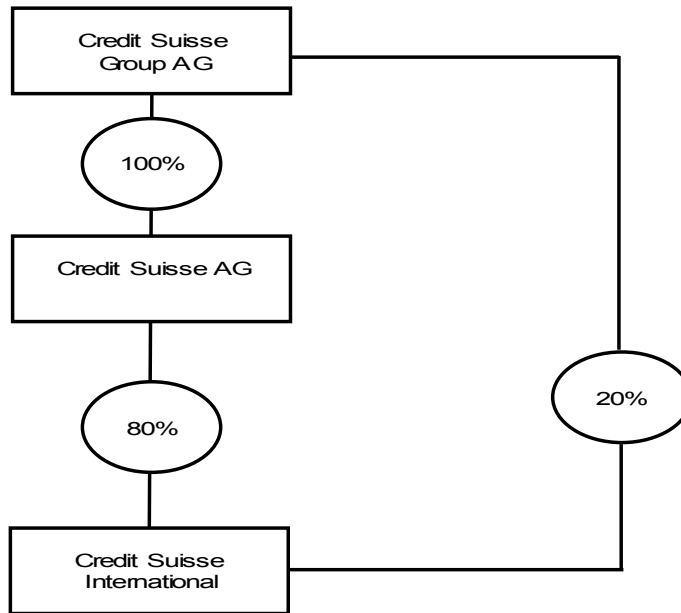 Credit Suisse
Group AG
100%
Credit Suisse AG
80%
20%
Credit Suisse
International